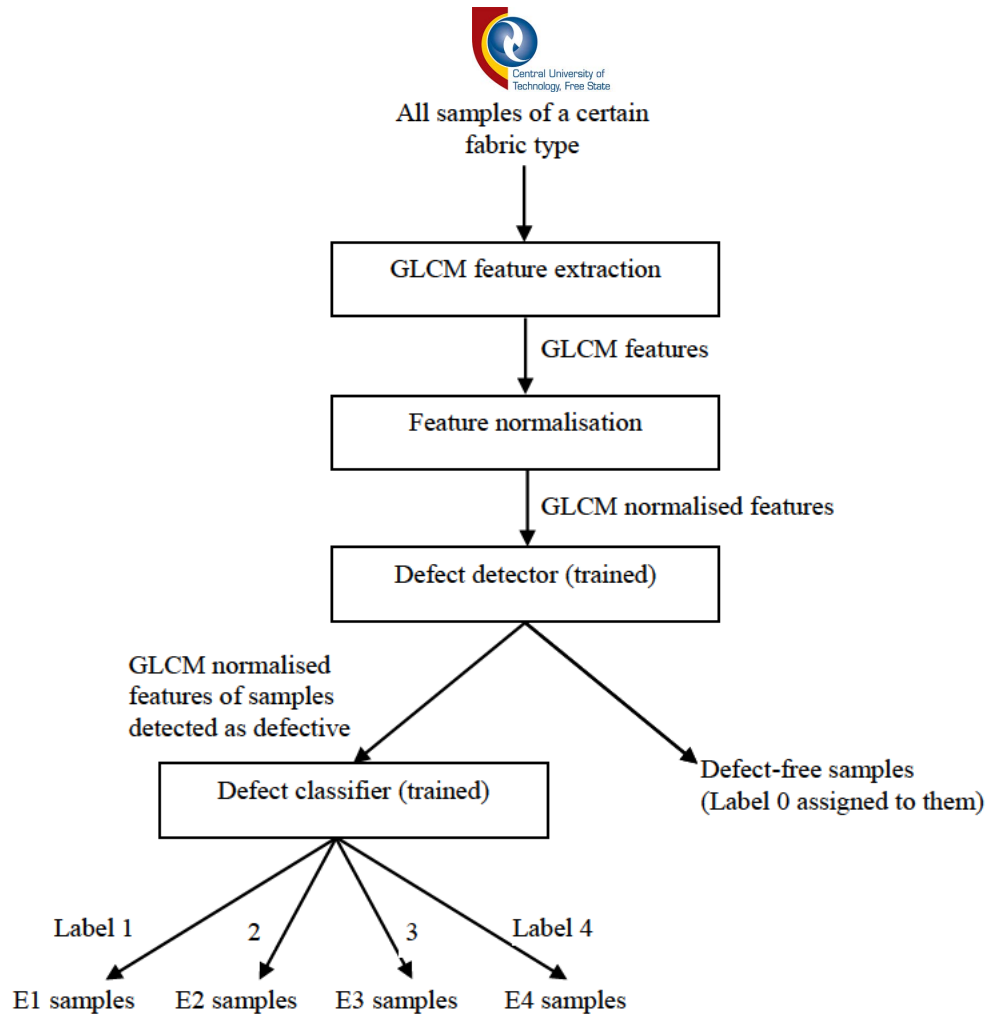 Central University of
Technology, Free State
All samples of a certain
fabric type
GLCM feature extraction
GLCM features
Feature normalisation
GLCM normalised features
Defect detector (trained)
GLCM normalised
features of samples
detected as defective
Defect-free samples
(Label 0 assigned to them)
Defect classifier (trained)
Label 1
2
3
Label 4
E1 samples
E2 samples
E3 samples
E4 samples